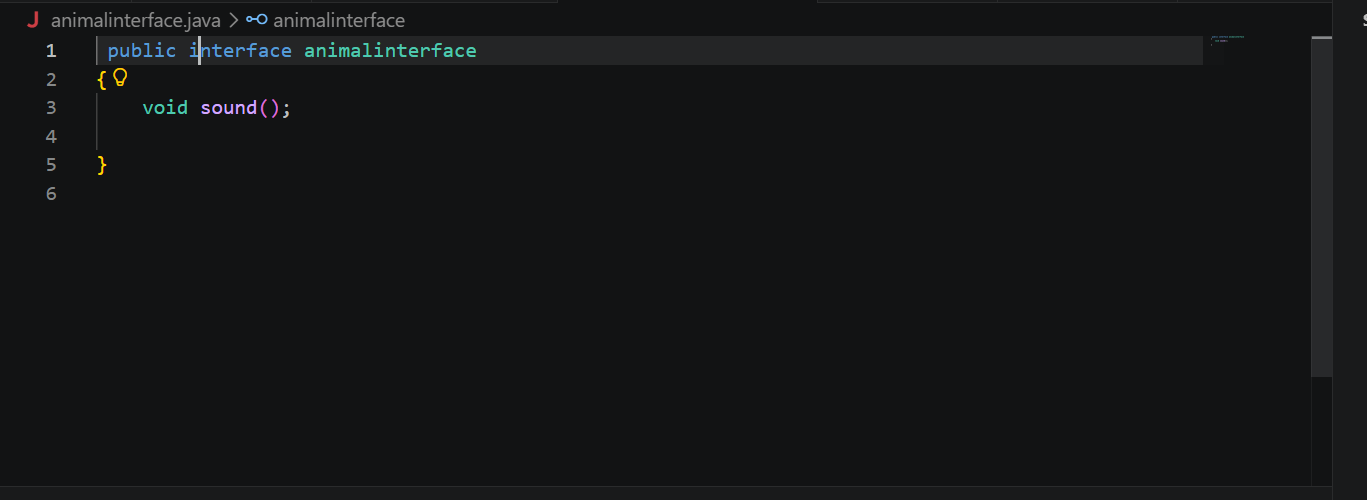 J animalinterface.java > animalinterface
1 public interface animalinterface
2 {
3 void sound();
4
5 }
6